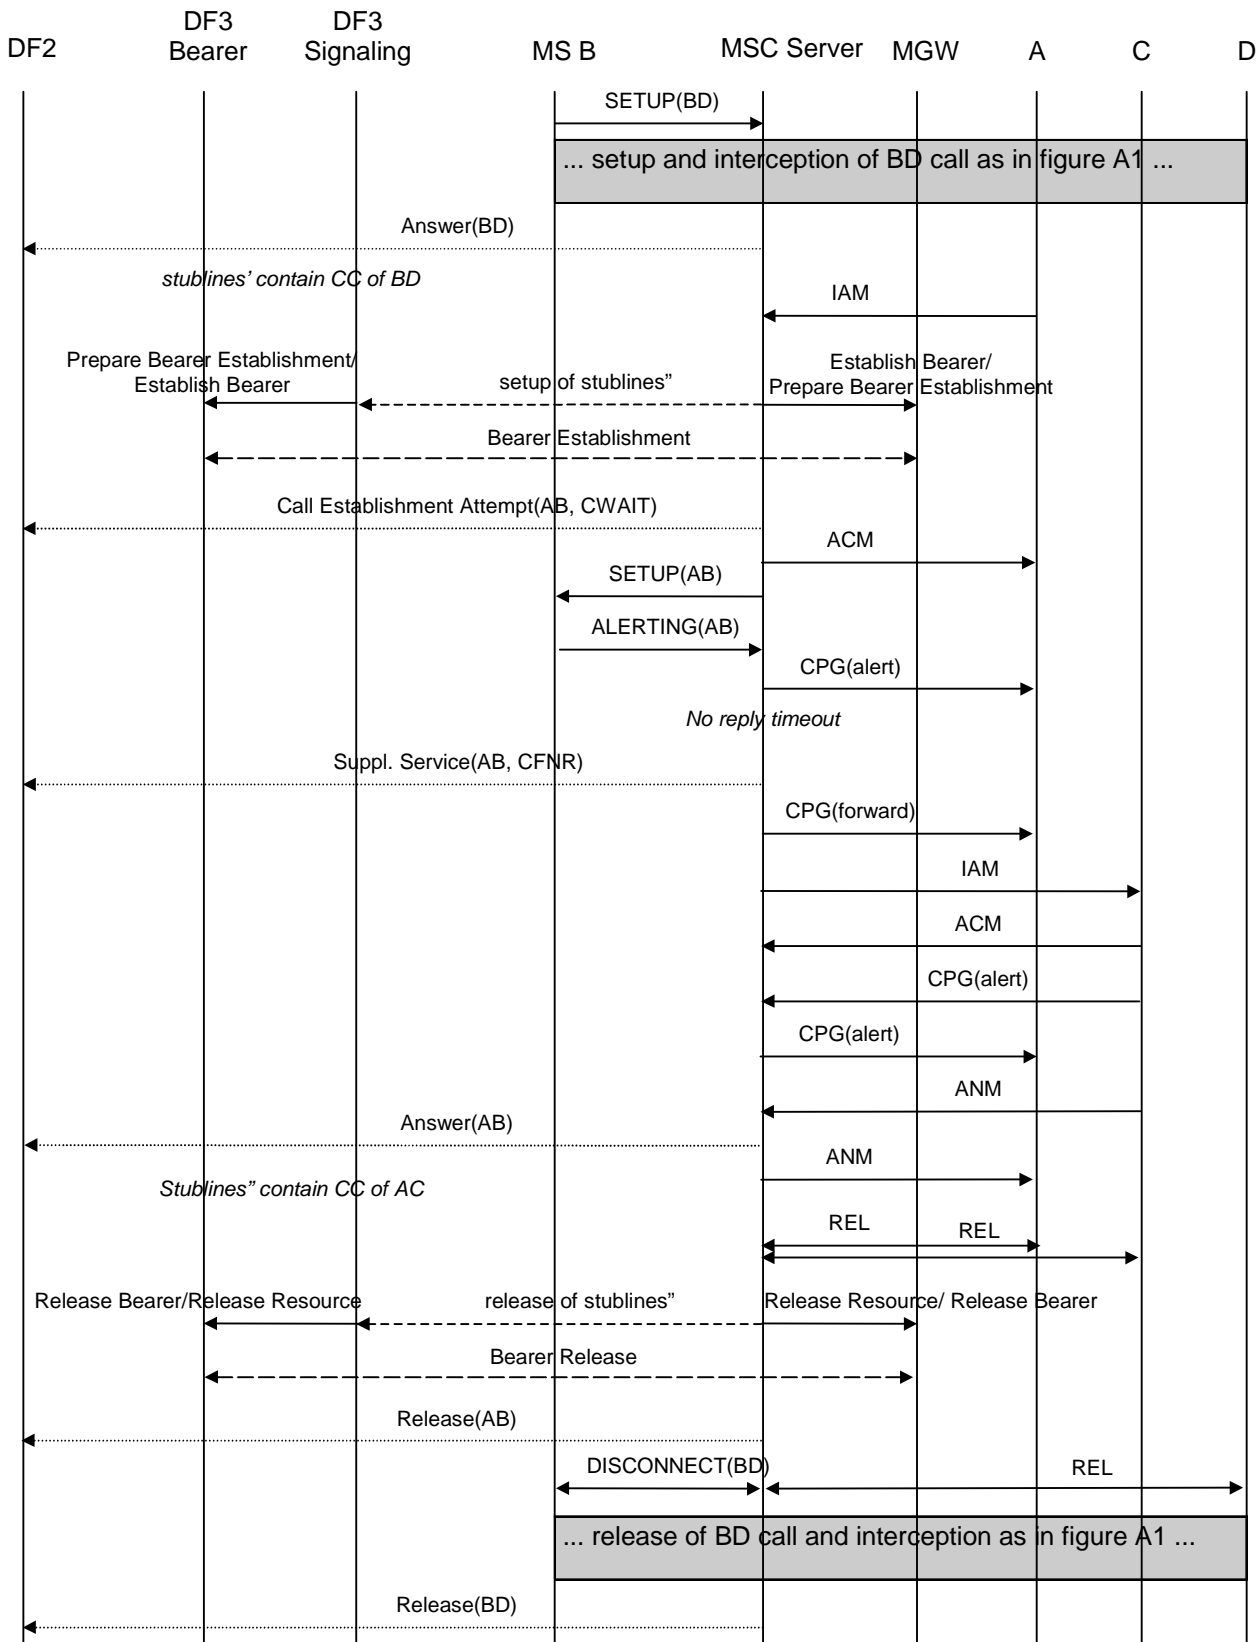 DF2
DF3
Bearer
DF3
Signaling
MS B
MSC Server
MGW
A
C
D
SETUP(BD)
... setup and interception of BD call as in figure A1 ...
Answer(BD)
stublines’ contain CC of BD
IAM
Prepare Bearer Establishment/
Establish Bearer
setup of stublines”
Establish Bearer/
Prepare Bearer Establishment
Bearer Establishment
Call Establishment Attempt(AB, CWAIT)
ACM
SETUP(AB)
ALERTING(AB)
CPG(alert)
No reply timeout
Suppl. Service(AB, CFNR)
CPG(forward)
IAM
ACM
CPG(alert)
CPG(alert)
ANM
Answer(AB)
ANM
Stublines” contain CC of AC
REL
REL
Release Bearer/Release Resource
release of stublines”
Release Resource/ Release Bearer
Bearer Release
Release(AB)
DISCONNECT(BD)
REL
... release of BD call and interception as in figure A1 ...
Release(BD)